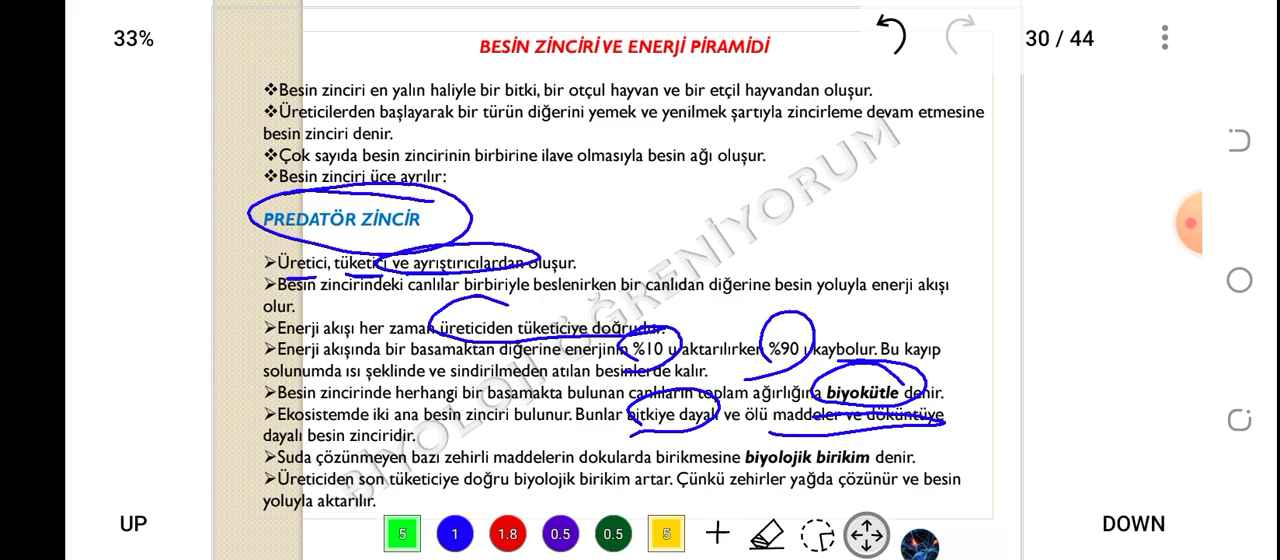 33%
30 / 44
BESİN ZİNCİRİ VE ENERJİ PİRAMİDİ
❖Besin zinciri en yalın haliyle bir bitki, bir otçul hayvan ve bir etçil hayvandan oluşur.
❖Üreticilerden başlayarak bir türün diğerini yemek ve yenilmek şartıyla zincirleme devam etmesine
besin zinciri denir.
❖Çok sayıda besin zincirinin birbirine ilave olmasıyla besin ağı oluşur.
❖Besin zinciri üçe ayrılır:
PREDATÖR ZİNCİR
➤Üretici, tüketici ve ayrıştırıcılardan oluşur.
➤Besin zincirindeki canlılar birbiriyle beslenirken bir canlıdan diğerine besin yoluyla enerji akışı
olur.
➤Enerji akışı her zaman üreticiden tüketiciye doğrudur.
➤Enerji akışında bir basamaktan diğerine enerjinin %10 u aktarılırken %90 ı kaybolur. Bu kayıp
solunumda ısı şeklinde ve sindirilmeden atılan besinlerde kalır.
➤Besin zincirinde herhangi bir basamakta bulunan canlıların toplam ağırlığına biyokütle denir.
➤Ekosistemde iki ana besin zinciri bulunur. Bunlar bitkiye dayalı ve ölü maddeler ve döküntüye
dayalı besin zinciridir.
➤Suda çözünmeyen bazı zehirli maddelerin dokularda birikmesine biyolojik birikim denir.
➤Üreticiden son tüketiciye doğru biyolojik birikim artar. Çünkü zehirler yağda çözünür ve besin
yoluyla aktarılır.
BİYOLOJİ ÖĞRENİYORUM
UP
DOWN
5
1
1.8
0.5
0.5
5